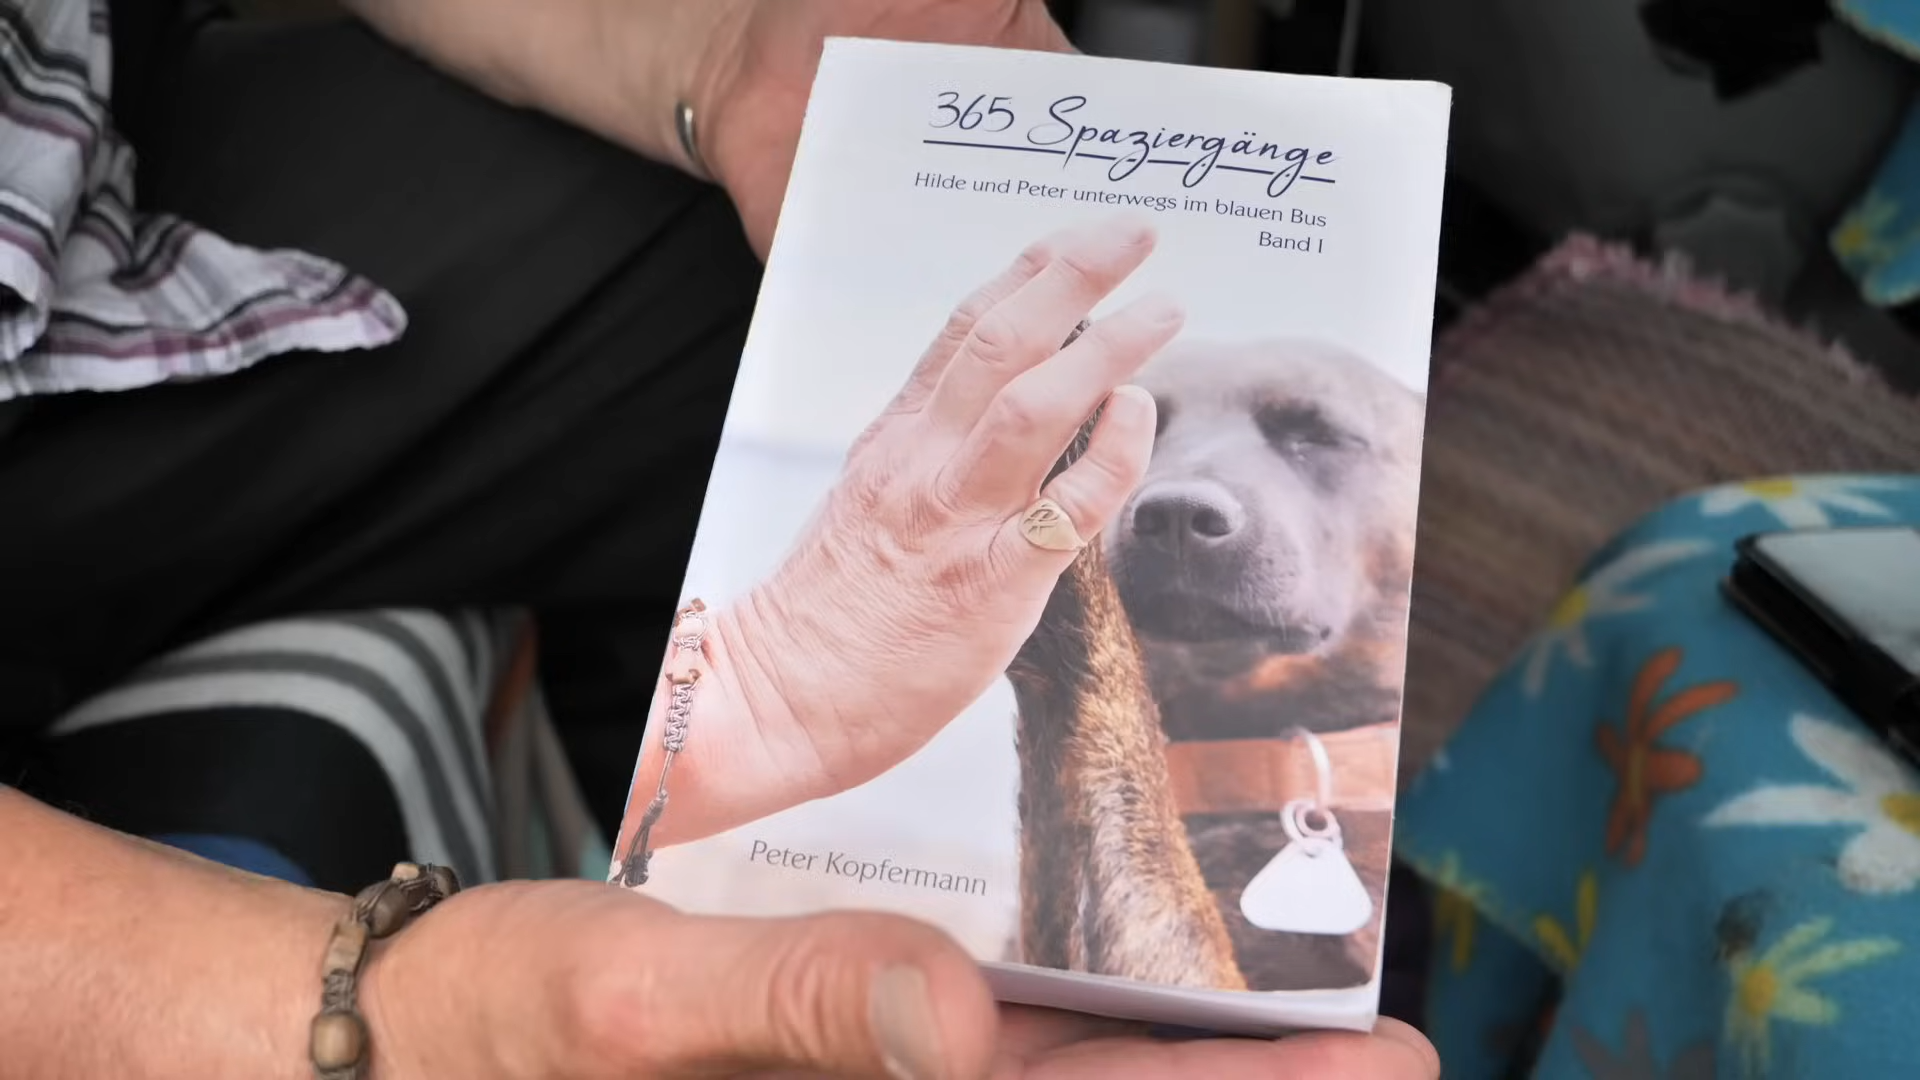 365 Spaziergänge
Hilde und Peter unterwegs im blauen Bus
Band I
Peter Kopfermann